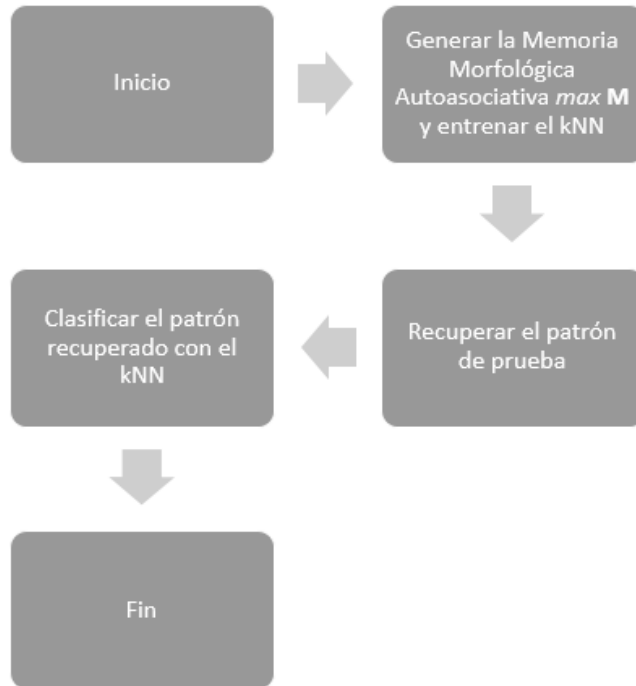 Inicio
Generar la Memoria
Morfológica
Autoasociativa max M
y entrenar el kNN
Recuperar el patrón
de prueba
Clasificar el patrón
recuperado con el
kNN
Fin